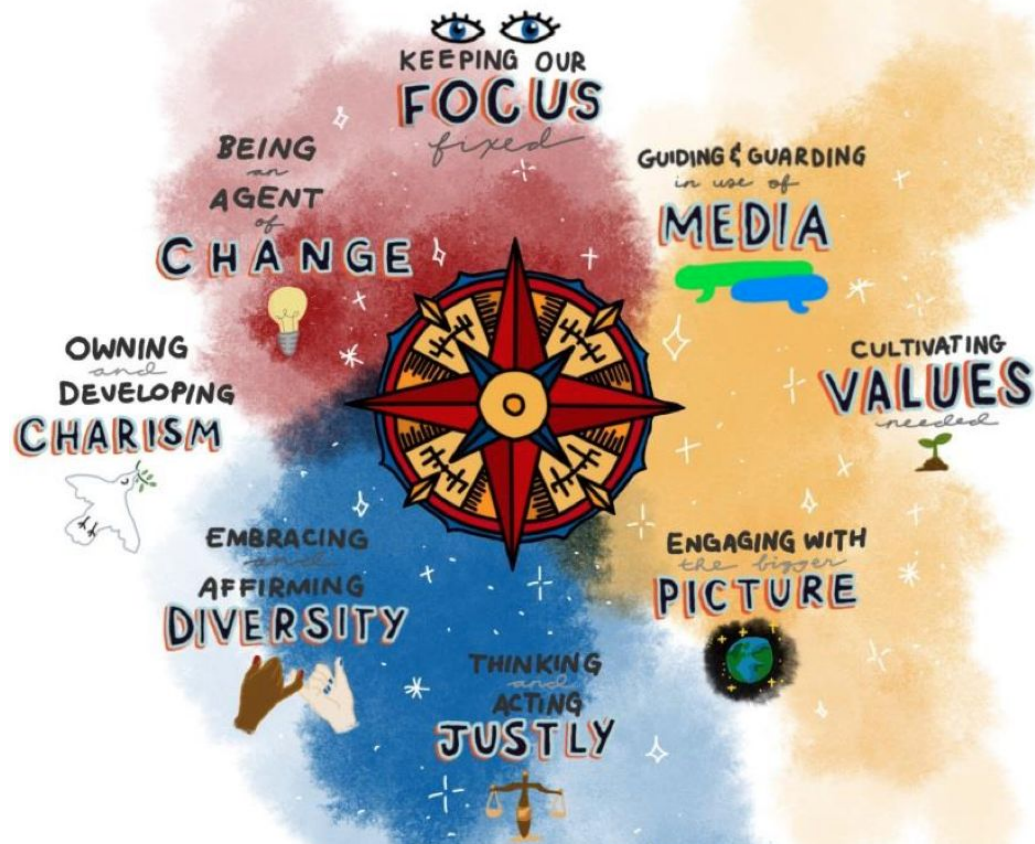 KEEPING OUR
FOCUS
fixed
GUIDING & GUARDING
in use of
MEDIA
CULTIVATING
VALUES
needed
ENGAGING WITH
the bigger
PICTURE
THINKING
and
ACTING
JUSTLY
EMBRACING
and
AFFIRMING
DIVERSITY
OWNING
and
DEVELOPING
CHARISM
BEING
an
AGENT
of
CHANGE